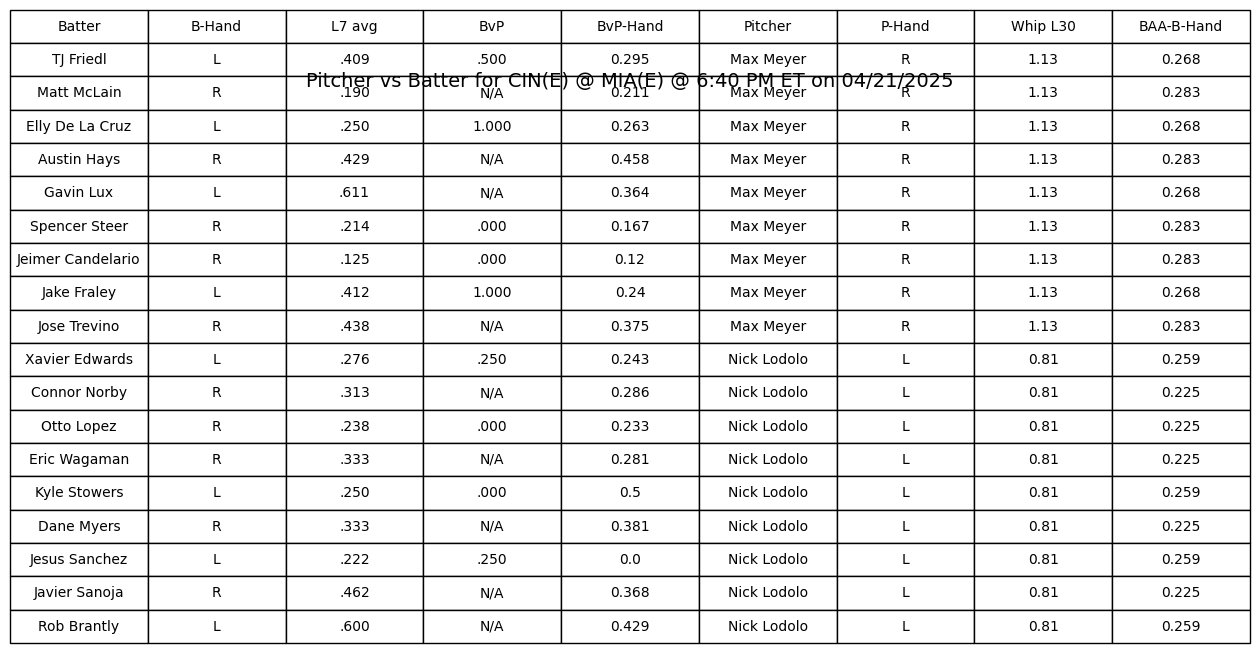 Batter B-Hand L7 avg BvP BvP-Hand Pitcher P-Hand Whip L30 BAA-B-Hand
TJ Friedl L .409 .500 0.295 Max Meyer R 1.13 0.268
Pitcher vs Batter for CIN(E) @ MIA(E) @ 6:40 PM ET on 04/21/2025
Matt McLain R .190 N/A 0.211 Max Meyer R 1.13 0.283
Elly De La Cruz L .250 1.000 0.263 Max Meyer R 1.13 0.268
Austin Hays R .429 N/A 0.458 Max Meyer R 1.13 0.283
Gavin Lux L .611 N/A 0.364 Max Meyer R 1.13 0.268
Spencer Steer R .214 .000 0.167 Max Meyer R 1.13 0.283
Jeimer Candelario R .125 .000 0.12 Max Meyer R 1.13 0.283
Jake Fraley L .412 1.000 0.24 Max Meyer R 1.13 0.268
Jose Trevino R .438 N/A 0.375 Max Meyer R 1.13 0.283
Xavier Edwards L .276 .250 0.243 Nick Lodolo L 0.81 0.259
Connor Norby R .313 N/A 0.286 Nick Lodolo L 0.81 0.225
Otto Lopez R .238 .000 0.233 Nick Lodolo L 0.81 0.225
Eric Wagaman R .333 N/A 0.281 Nick Lodolo L 0.81 0.225
Kyle Stowers L .250 .000 0.5 Nick Lodolo L 0.81 0.259
Dane Myers R .333 N/A 0.381 Nick Lodolo L 0.81 0.225
Jesus Sanchez L .222 .250 0.0 Nick Lodolo L 0.81 0.259
Javier Sanoja R .462 N/A 0.368 Nick Lodolo L 0.81 0.225
Rob Brantly L .600 N/A 0.429 Nick Lodolo L 0.81 0.259